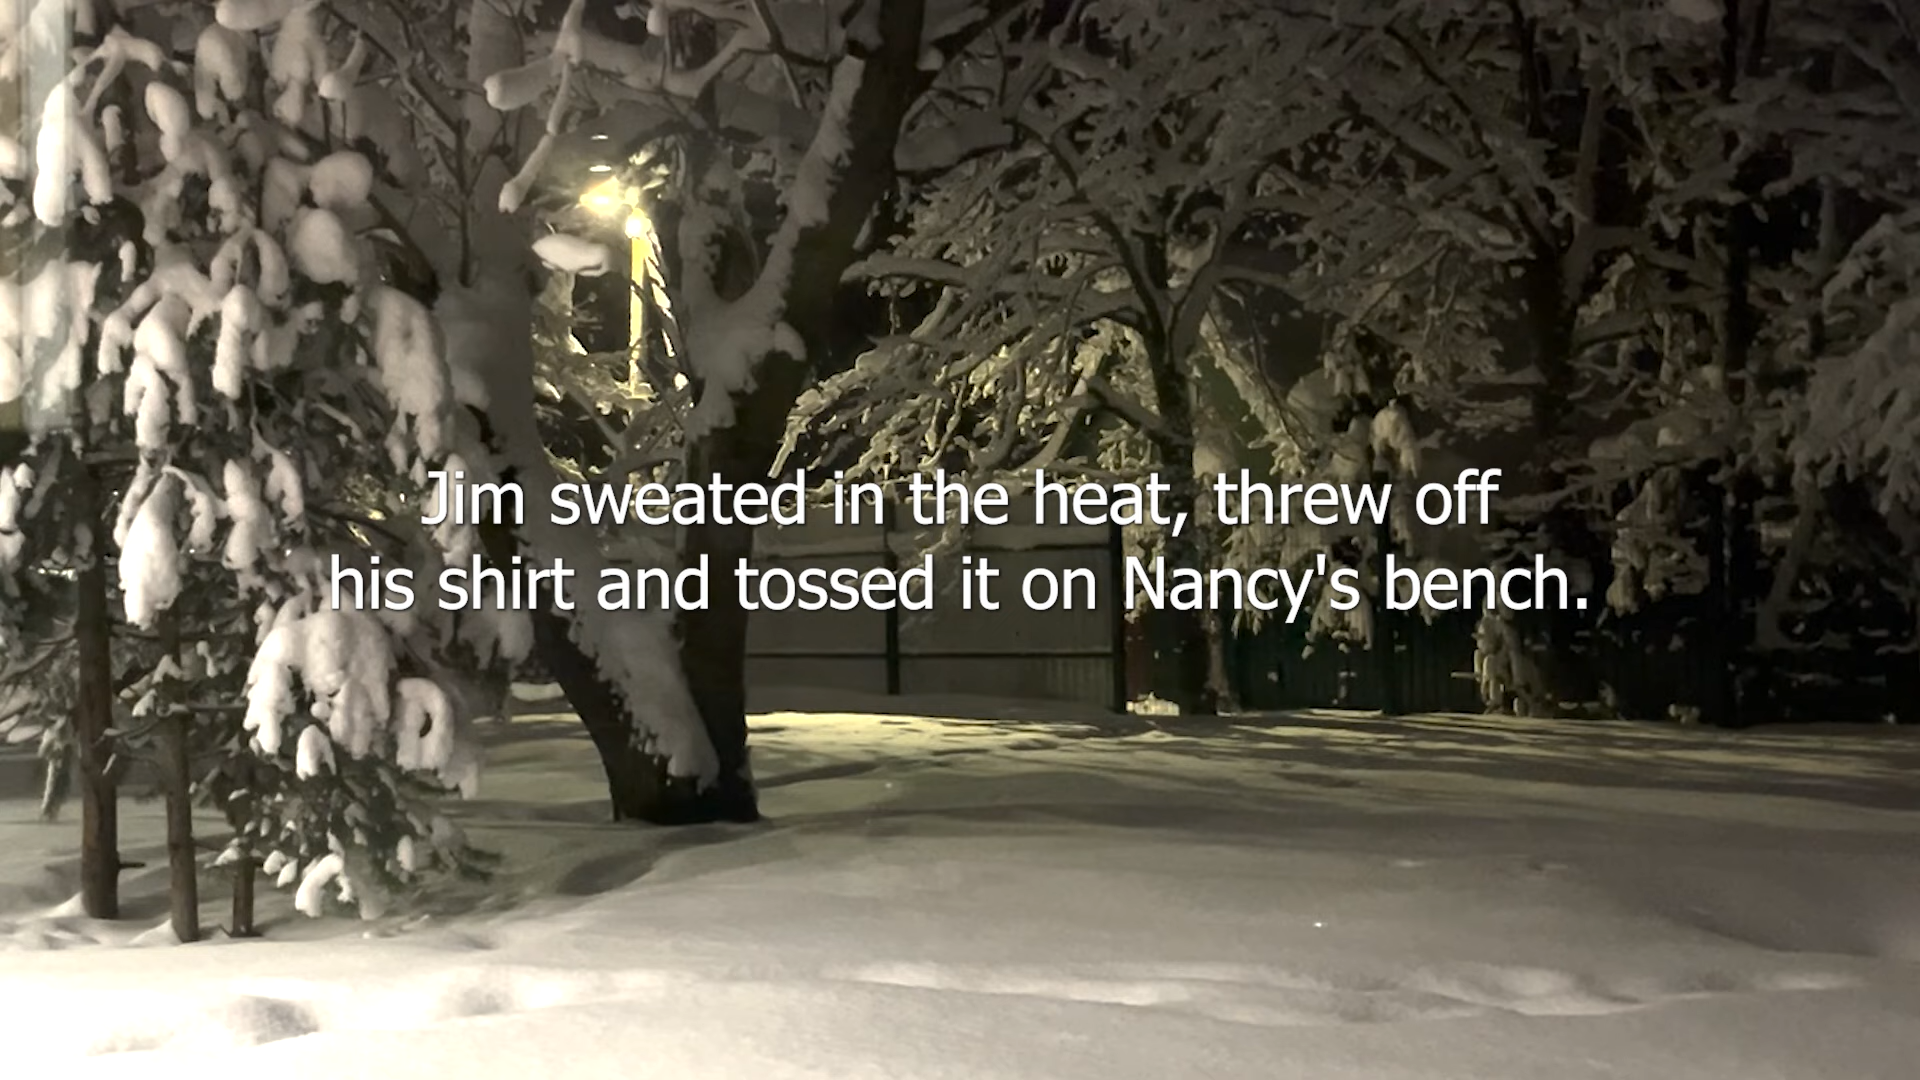 Jim sweated in the heat, threw off
his shirt and tossed it on Nancy's bench.